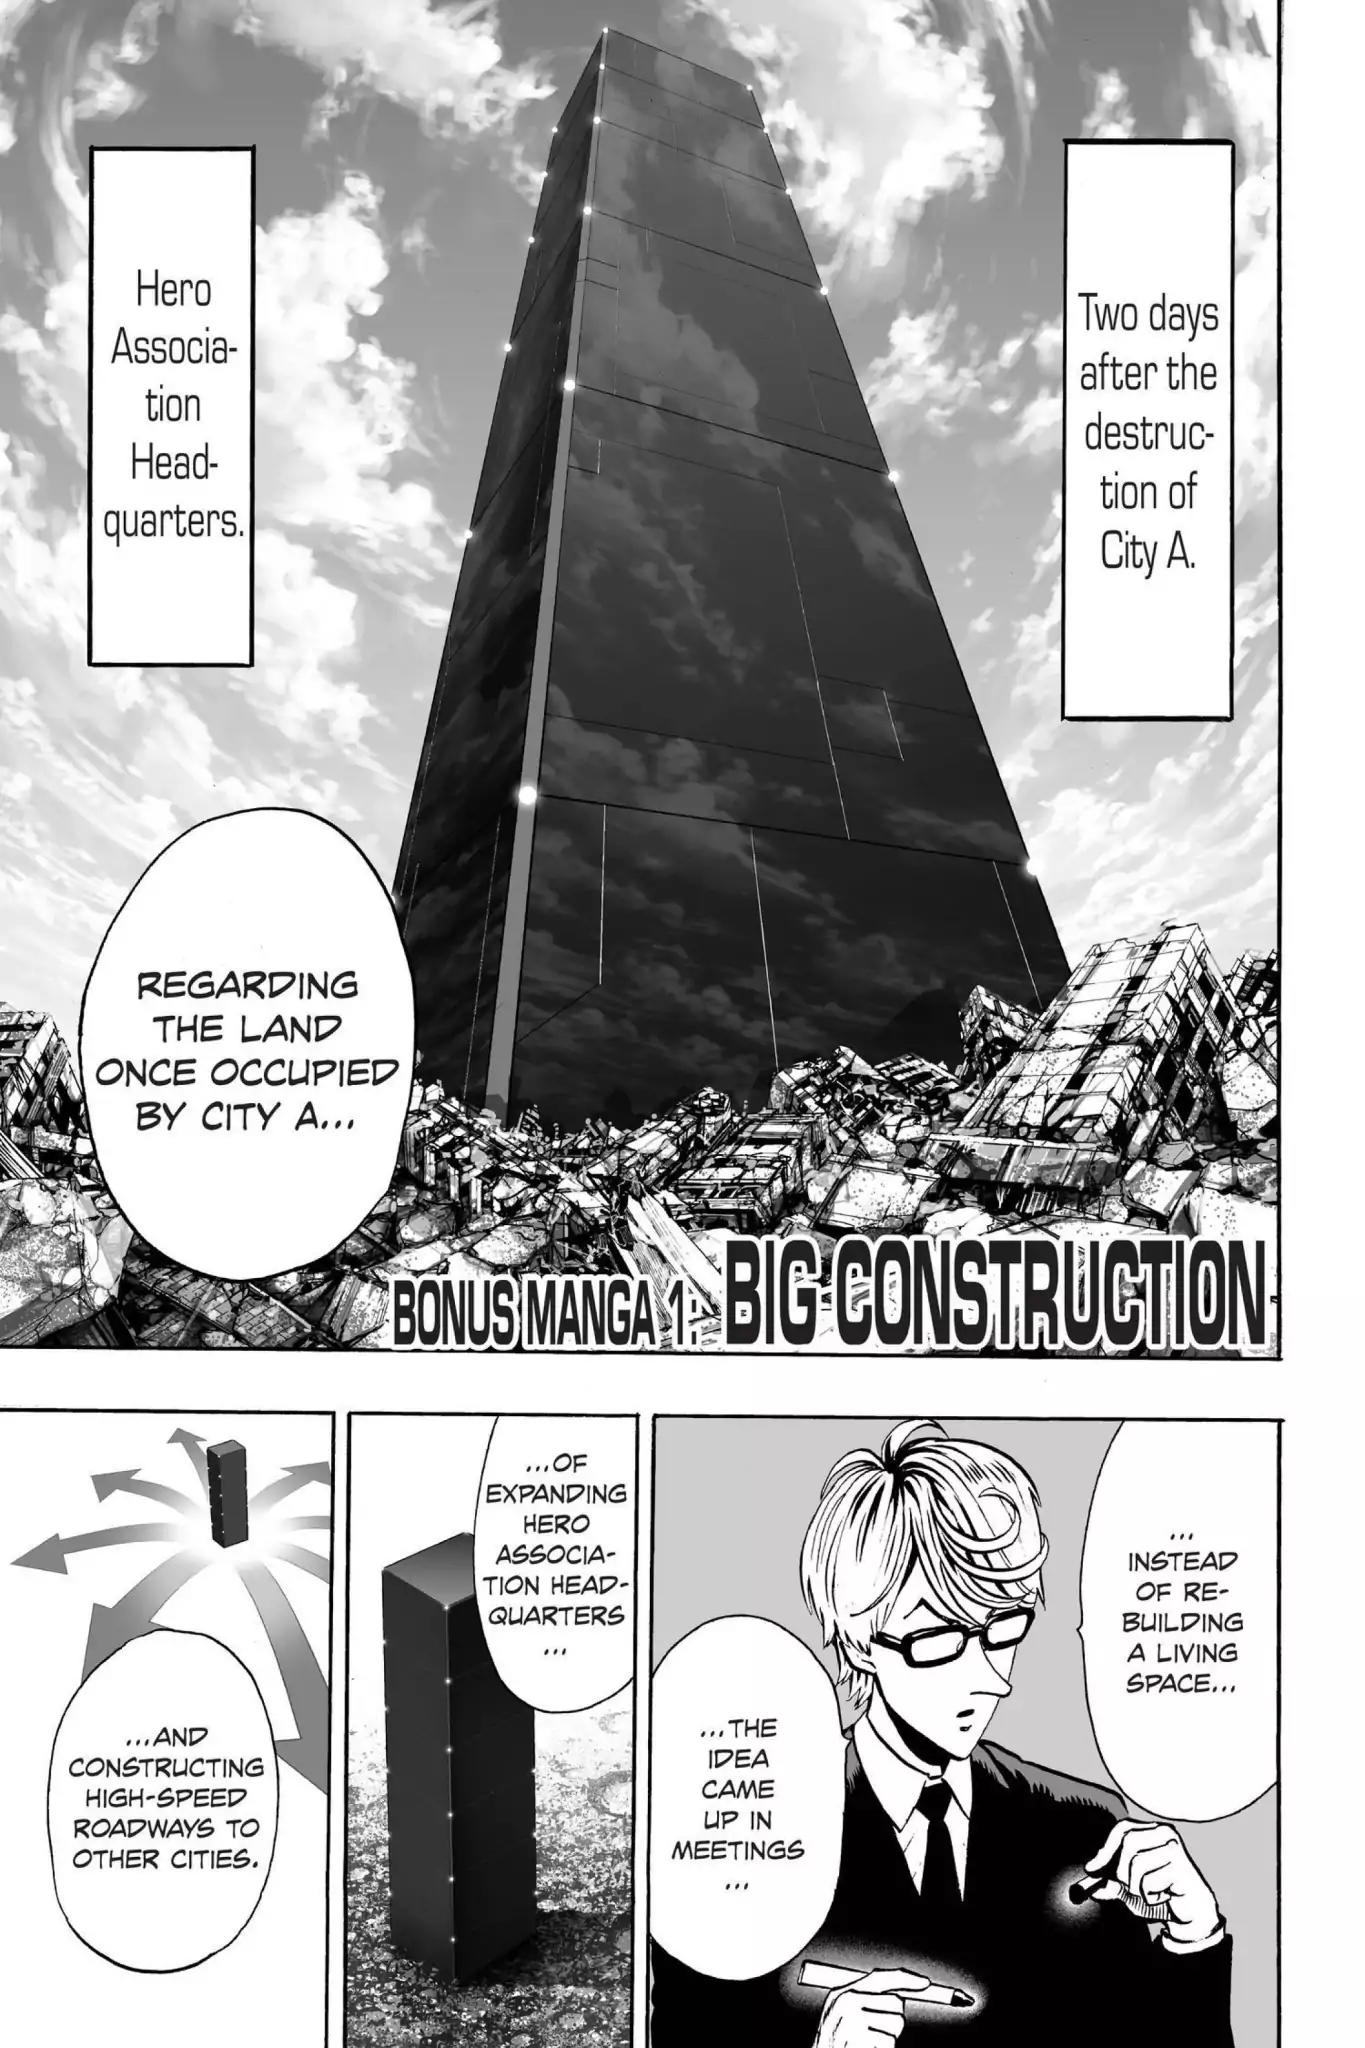 Two days
after the
destruc-
tion of
City A.
Hero
Associa-
tion
Head-
quarters.
REGARDING
THE LAND
ONCE OCCUPIED
BY CITY A...
BONUS MANGA 1: BIG CONSTRUCTION
...
INSTEAD
OF RE-
BUILDING
A LIVING
SPACE...
...THE
IDEA
CAME
UP IN
MEETINGS
...
...OF
EXPANDING
HERO
ASSOCIA-
TION HEAD-
QUARTERS
...
...AND
CONSTRUCTING
HIGH-SPEED
ROADWAYS TO
OTHER CITIES.